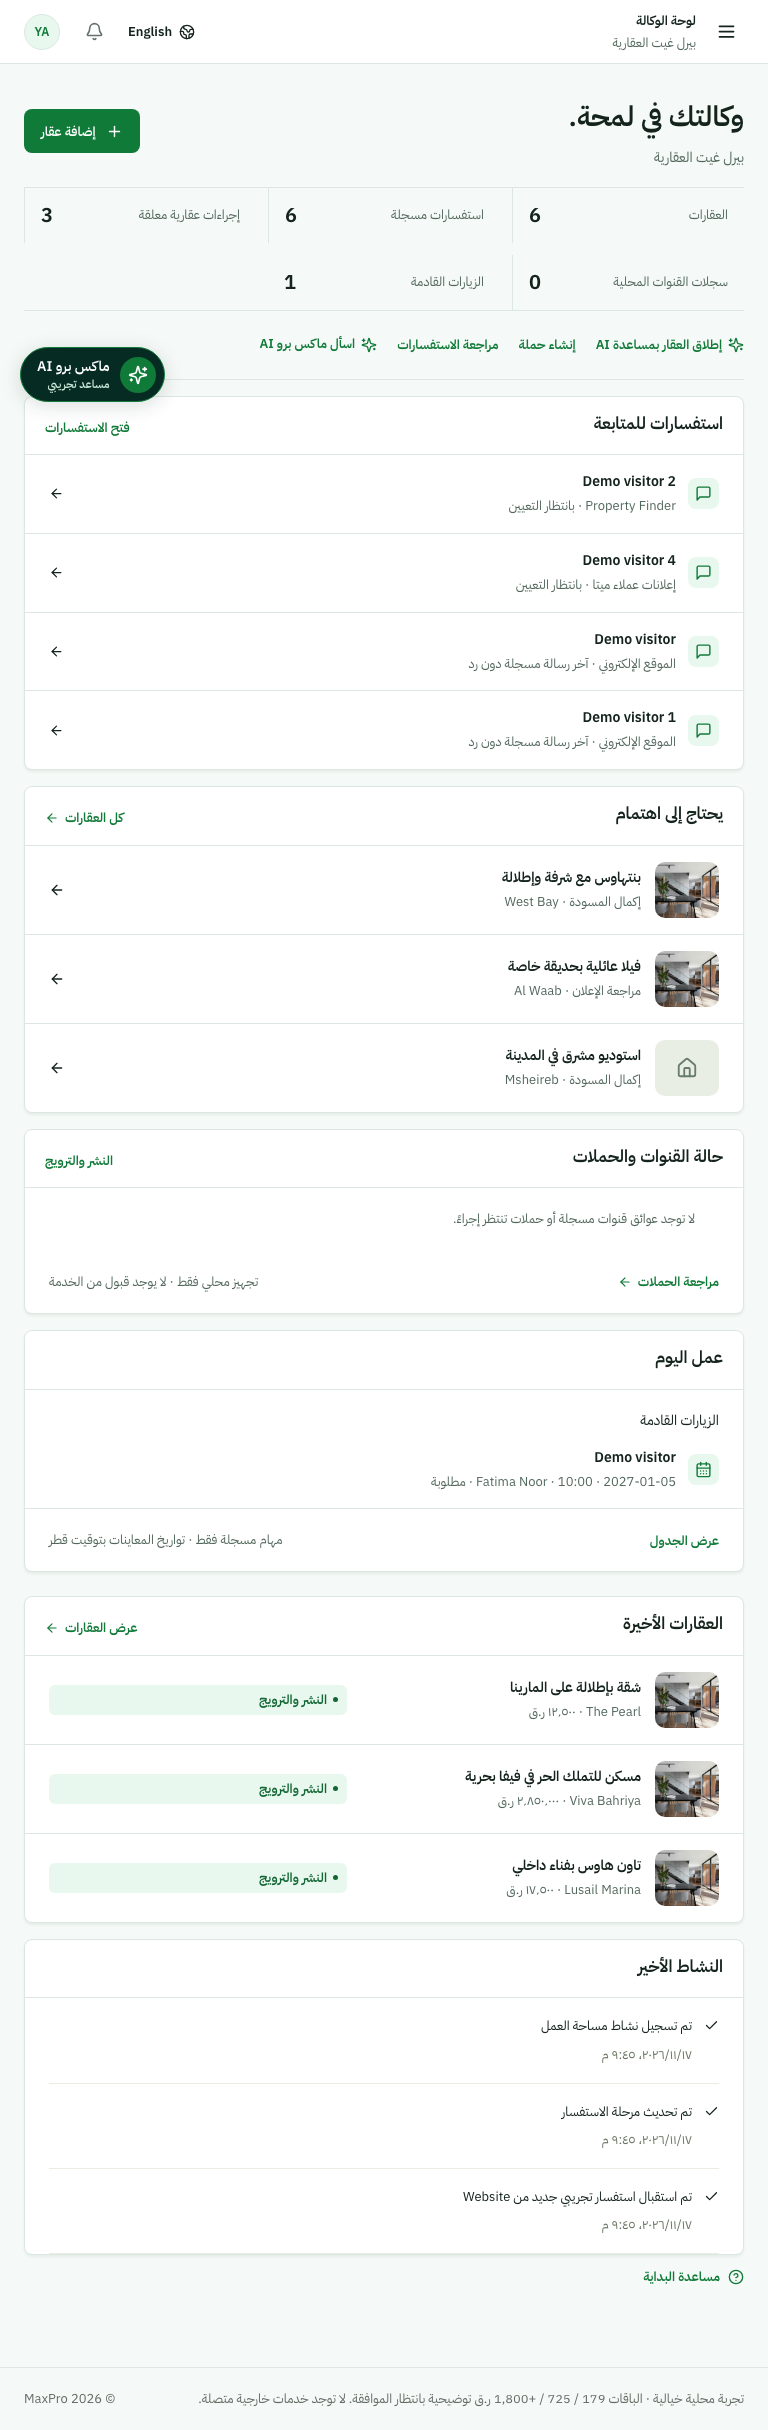 لوحة الوكالة
بيرل غيت العقارية
English
YA
وكالتك في لمحة.
بيرل غيت العقارية
إضافة عقار
العقارات 6
استفسارات مسجلة 6
إجراءات عقارية معلقة 3
سجلات القنوات المحلية 0
الزيارات القادمة 1
إطلاق العقار بمساعدة AI
إنشاء حملة
مراجعة الاستفسارات
اسأل ماكس برو AI
ماكس برو AI
مساعد تجريبي
استفسارات للمتابعة
فتح الاستفسارات
Demo visitor 2
Property Finder · بانتظار التعيين
Demo visitor 4
إعلانات عملاء ميتا · بانتظار التعيين
Demo visitor
الموقع الإلكتروني · آخر رسالة مسجلة دون رد
Demo visitor 1
الموقع الإلكتروني · آخر رسالة مسجلة دون رد
يحتاج إلى اهتمام
كل العقارات
بنتهاوس مع شرفة وإطلالة
إكمال المسودة · West Bay
فيلا عائلية بحديقة خاصة
مراجعة الإعلان · Al Waab
استوديو مشرق في المدينة
إكمال المسودة · Msheireb
حالة القنوات والحملات
النشر والترويج
لا توجد عوائق قنوات مسجلة أو حملات تنتظر إجراءً.
مراجعة الحملات
تجهيز محلي فقط · لا يوجد قبول من الخدمة
عمل اليوم
الزيارات القادمة
Demo visitor
2027-01-05 · 10:00 · Fatima Noor · مطلوبة
عرض الجدول
مهام مسجلة فقط · تواريخ المعاينات بتوقيت قطر
العقارات الأخيرة
عرض العقارات
شقة بإطلالة على المارينا
The Pearl · ١٢٬٥٠٠ ر.ق
النشر والترويج
مسكن للتملك الحر في فيفا بحرية
Viva Bahriya · ٢٬٨٥٠٬٠٠٠ ر.ق
النشر والترويج
تاون هاوس بفناء داخلي
Lusail Marina · ١٧٬٥٠٠ ر.ق
النشر والترويج
النشاط الأخير
تم تسجيل نشاط مساحة العمل
٢٠٢٦/١١/١٧، ٩:٤٥ م
تم تحديث مرحلة الاستفسار
٢٠٢٦/١١/١٧، ٩:٤٥ م
تم استقبال استفسار تجريبي جديد من Website
٢٠٢٦/١١/١٧، ٩:٤٥ م
مساعدة البداية
تجربة محلية خيالية · الباقات 179 / 725 / +1,800 ر.ق توضيحية بانتظار الموافقة. لا توجد خدمات خارجية متصلة.
© 2026 MaxPro